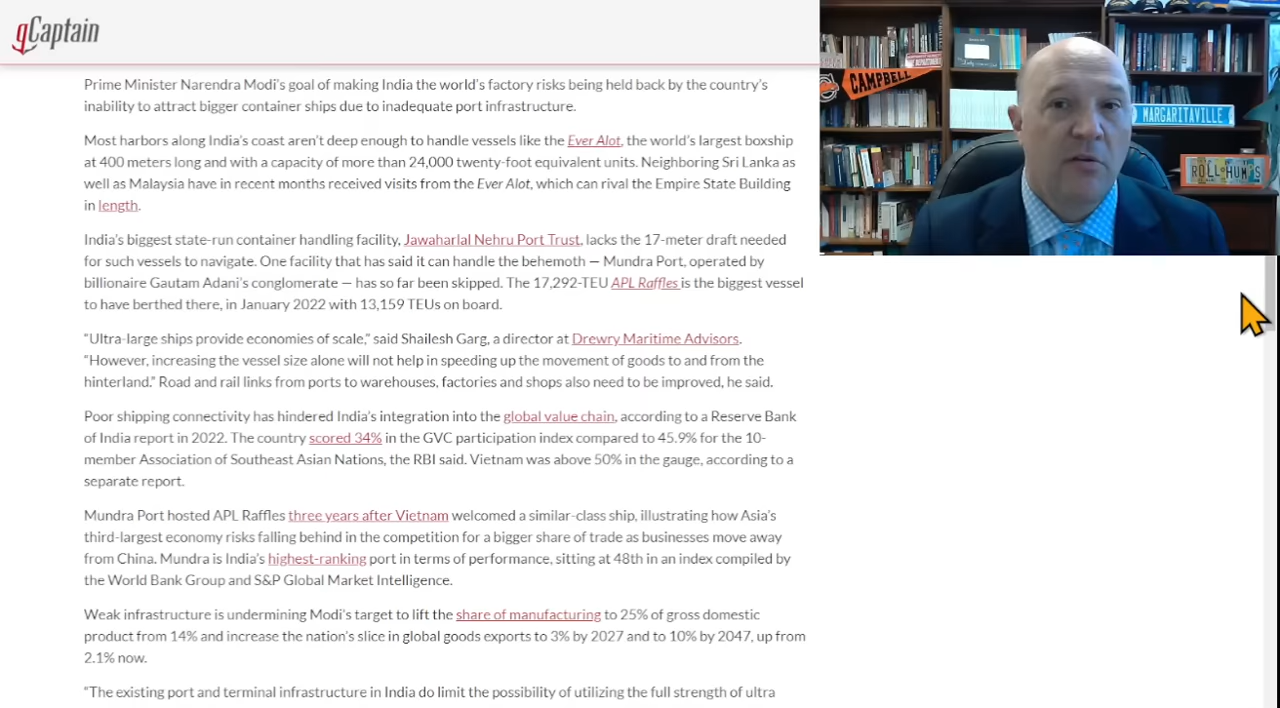 gCaptain
Prime Minister Narendra Modi's goal of making India the world's factory risks being held back by the country's
inability to attract bigger container ships due to inadequate port infrastructure.
Most harbors along India's coast aren't deep enough to handle vessels like the Ever Alot, the world's largest boxship
at 400 meters long and with a capacity of more than 24,000 twenty-foot equivalent units. Neighboring Sri Lanka as
well as Malaysia have in recent months received visits from the Ever Alot, which can rival the Empire State Building
in length.
India's biggest state-run container handling facility, Jawaharlal Nehru Port Trust, lacks the 17-meter draft needed
for such vessels to navigate. One facility that has said it can handle the behemoth — Mundra Port, operated by
billionaire Gautam Adani's conglomerate — has so far been skipped. The 17,292-TEU APL Raffles is the biggest vessel
to have berthed there, in January 2022 with 13,159 TEUs on board.
"Ultra-large ships provide economies of scale," said Shailesh Garg, a director at Drewry Maritime Advisors.
"However, increasing the vessel size alone will not help in speeding up the movement of goods to and from the
hinterland." Road and rail links from ports to warehouses, factories and shops also need to be improved, he said.
Poor shipping connectivity has hindered India's integration into the global value chain, according to a Reserve Bank
of India report in 2022. The country scored 34% in the GVC participation index compared to 45.9% for the 10-
member Association of Southeast Asian Nations, the RBI said. Vietnam was above 50% in the gauge, according to a
separate report.
Mundra Port hosted APL Raffles three years after Vietnam welcomed a similar-class ship, illustrating how Asia's
third-largest economy risks falling behind in the competition for a bigger share of trade as businesses move away
from China. Mundra is India's highest-ranking port in terms of performance, sitting at 48th in an index compiled by
the World Bank Group and S&P Global Market Intelligence.
Weak infrastructure is undermining Modi's target to lift the share of manufacturing to 25% of gross domestic
product from 14% and increase the nation's slice in global goods exports to 3% by 2027 and to 10% by 2047, up from
2.1% now.
"The existing port and terminal infrastructure in India do limit the possibility of utilizing the full strength of ultra
CAMPBELL
MARGARITAVILLE
ROLL HUMPS